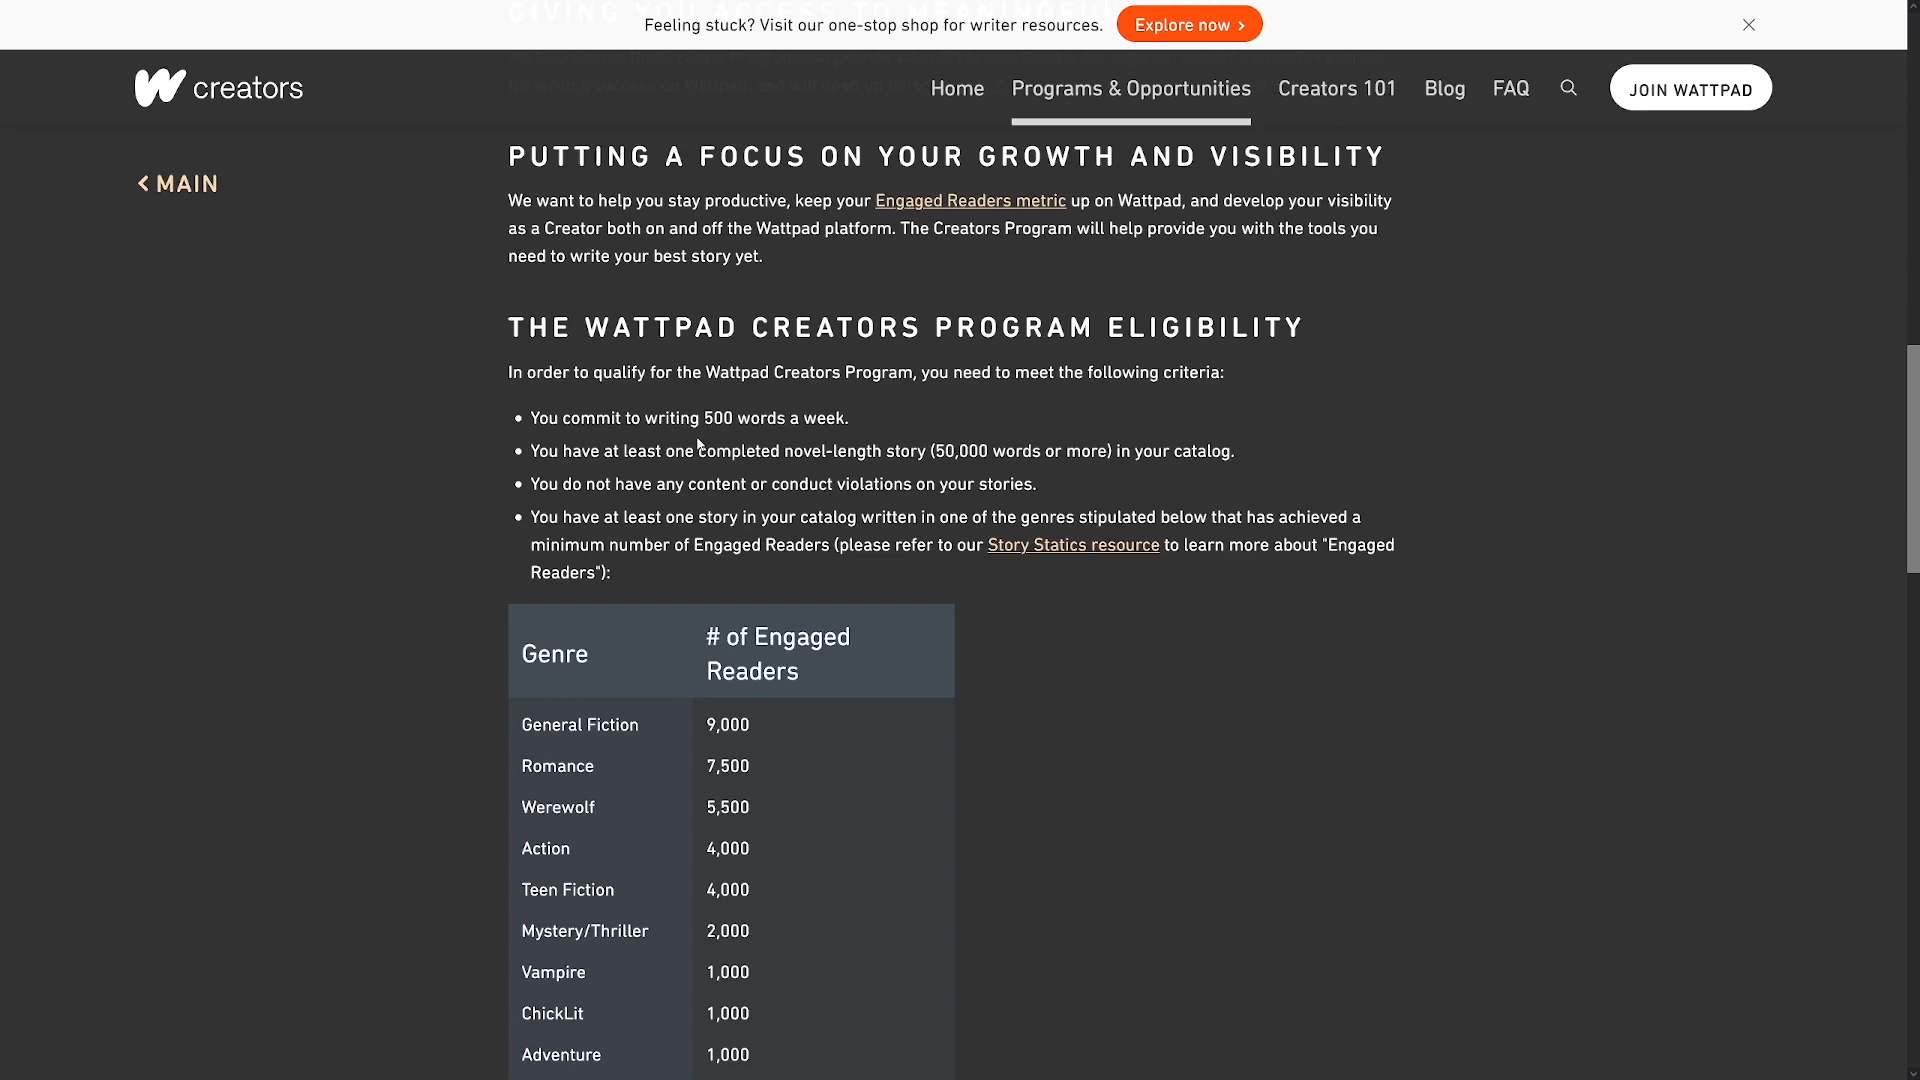 GIVING YOU ACCESS TO MEANINGFUL
Feeling stuck? Visit our one-stop shop for writer resources.
Explore now >
creators
Home
Programs & Opportunities
Creators 101
Blog
FAQ
JOIN WATTPAD
< MAIN
PUTTING A FOCUS ON YOUR GROWTH AND VISIBILITY
We want to help you stay productive, keep your Engaged Readers metric up on Wattpad, and develop your visibility
as a Creator both on and off the Wattpad platform. The Creators Program will help provide you with the tools you
need to write your best story yet.
THE WATTPAD CREATORS PROGRAM ELIGIBILITY
In order to qualify for the Wattpad Creators Program, you need to meet the following criteria:
• You commit to writing 500 words a week.
• You have at least one completed novel-length story (50,000 words or more) in your catalog.
• You do not have any content or conduct violations on your stories.
• You have at least one story in your catalog written in one of the genres stipulated below that has achieved a
minimum number of Engaged Readers (please refer to our Story Statics resource to learn more about "Engaged
Readers"):
Genre
# of Engaged
Readers
General Fiction 9,000
Romance 7,500
Werewolf 5,500
Action 4,000
Teen Fiction 4,000
Mystery/Thriller 2,000
Vampire 1,000
ChickLit 1,000
Adventure 1,000